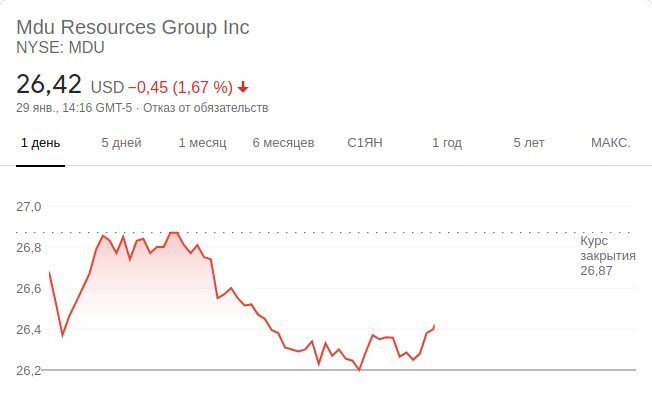 Mdu Resources Group Inc
NYSE: MDU
26,42 USD −0,45 (1,67 %)
29 янв., 14:16 GMT-5 · Отказ от обязательств
1 день 5 дней 1 месяц 6 месяцев С1ЯН 1 год 5 лет МАКС.
27,0
26,8
26,6
26,4
26,2
Курс
закрытия
26,87